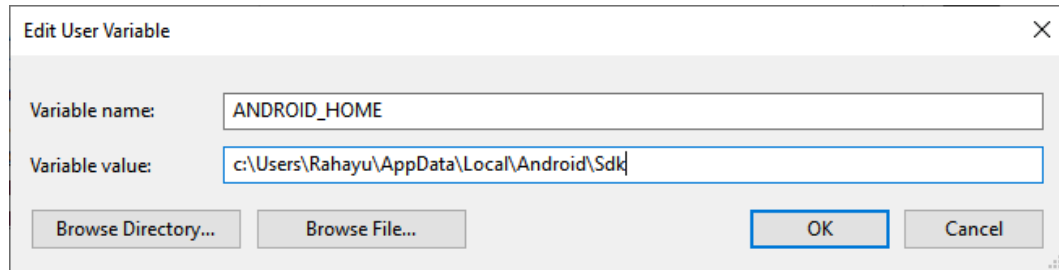 Edit User Variable
Variable name: ANDROID_HOME
Variable value: c:\Users\Rahayu\AppData\Local\Android\Sdk
Browse Directory... Browse File... OK Cancel